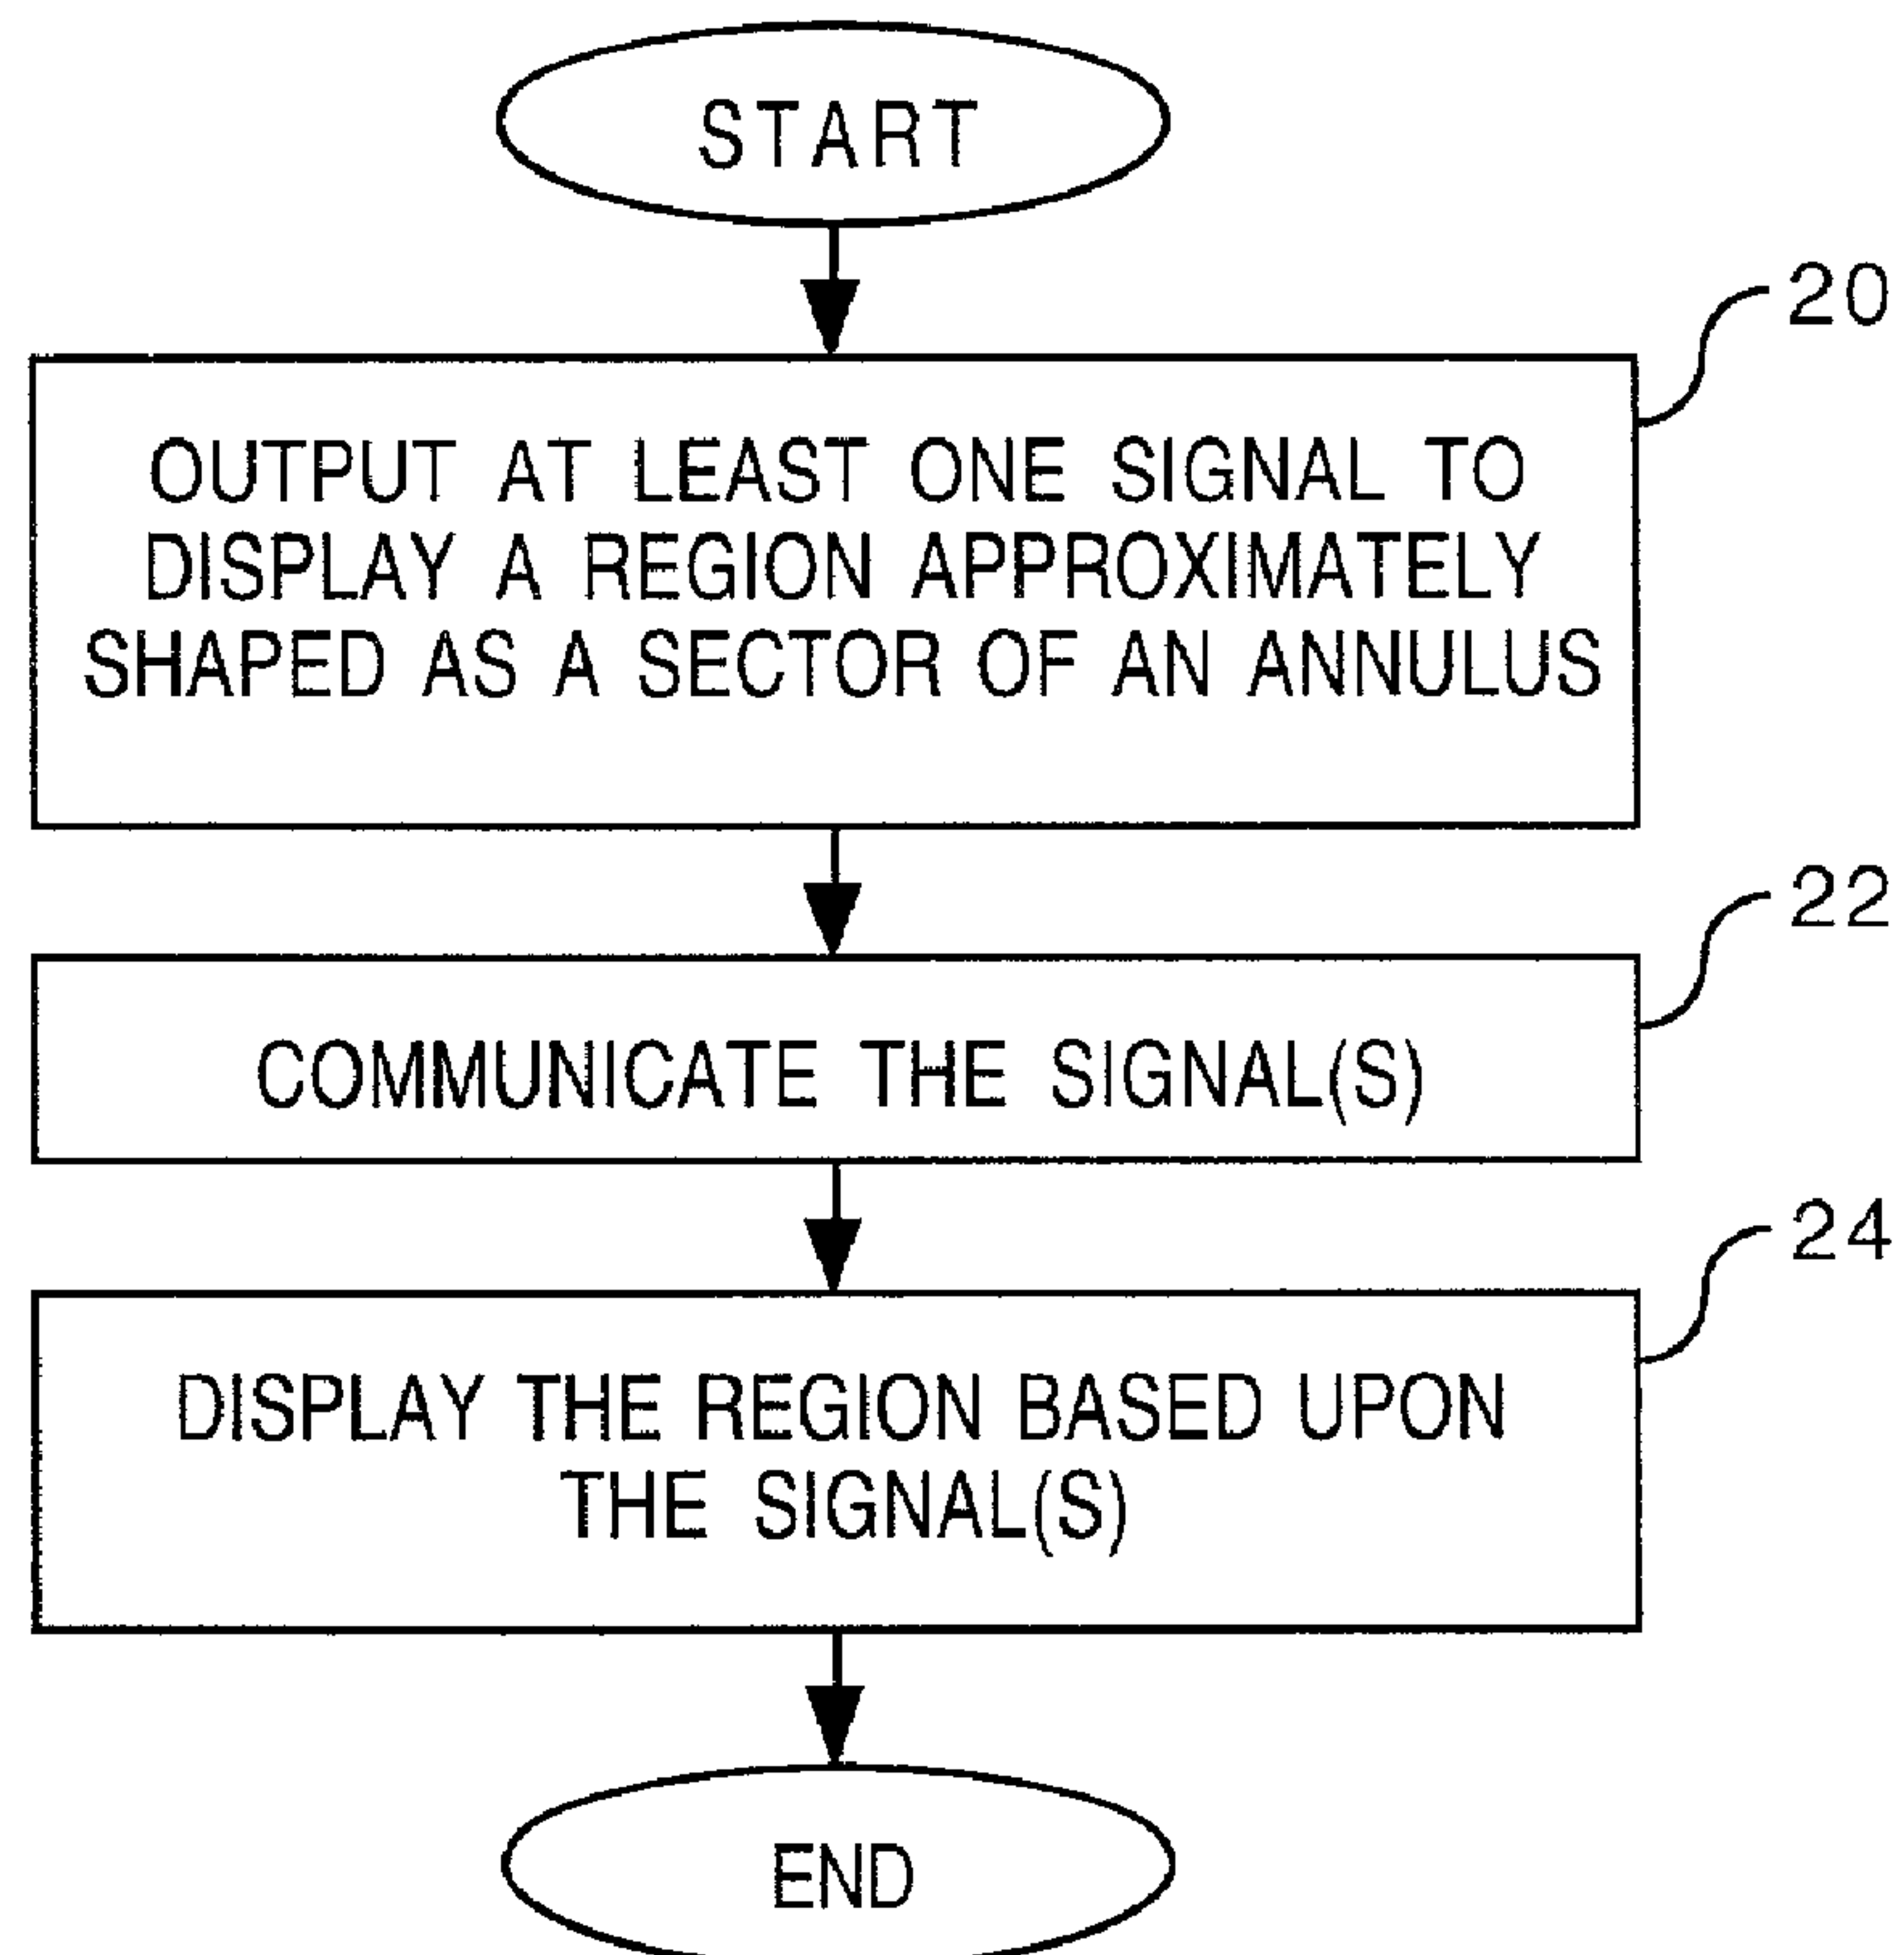 START
20
OUTPUT AT LEAST ONE SIGNAL TO
DISPLAY A REGION APPROXIMATELY
SHAPED AS A SECTOR OF AN ANNULUS
22
COMMUNICATE THE SIGNAL(S)
24
DISPLAY THE REGION BASED UPON
THE SIGNAL(S)
END